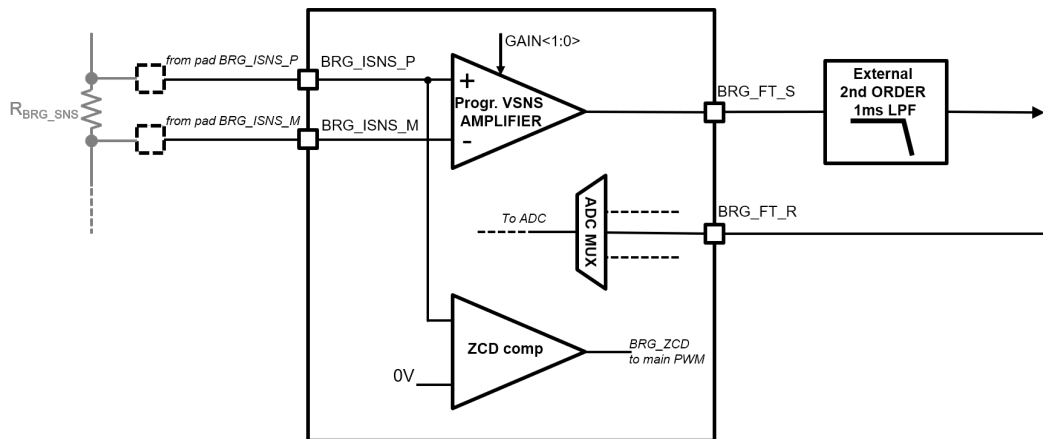 GAIN<1:0>
from pad BRG_ISNS_P
BRG_ISNS_P
BRG_FT_S
External
2nd ORDER
1ms LPF
+
Progr. VSNS
AMPLIFIER
-
R_BRG_SNS
from pad BRG_ISNS_M
BRG_ISNS_M
To ADC
ADC MUX
BRG_FT_R
ZCD comp
BRG_ZCD
to main PWM
0V